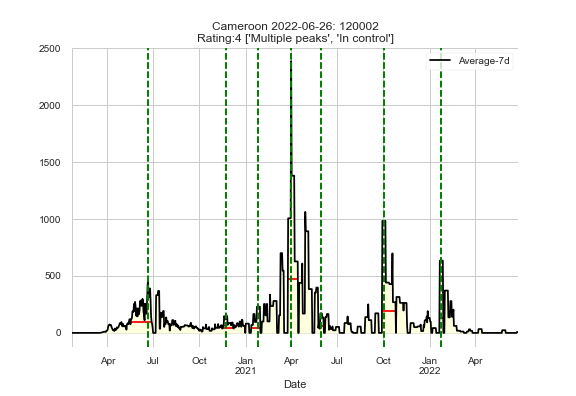 Cameroon 2022-06-26: 120002
Rating:4 ['Multiple peaks', 'In control']
Average-7d
2500
2000
1500
1000
500
0
Apr Jul Oct Jan Apr Jul Oct Jan Apr
2021 2022
Date